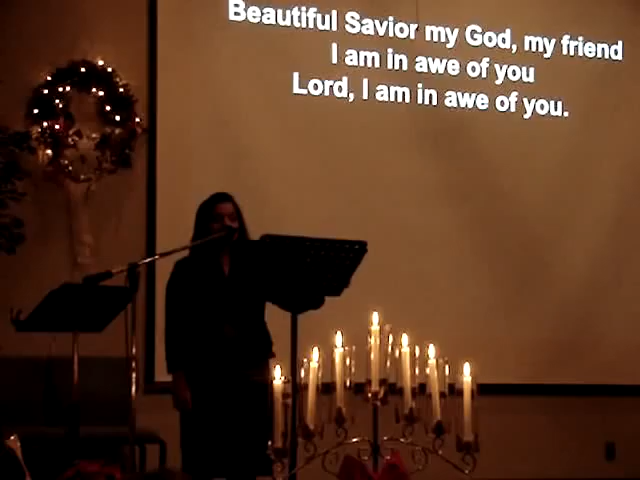 Beautiful Savior my God, my friend
I am in awe of you
Lord, I am in awe of you.